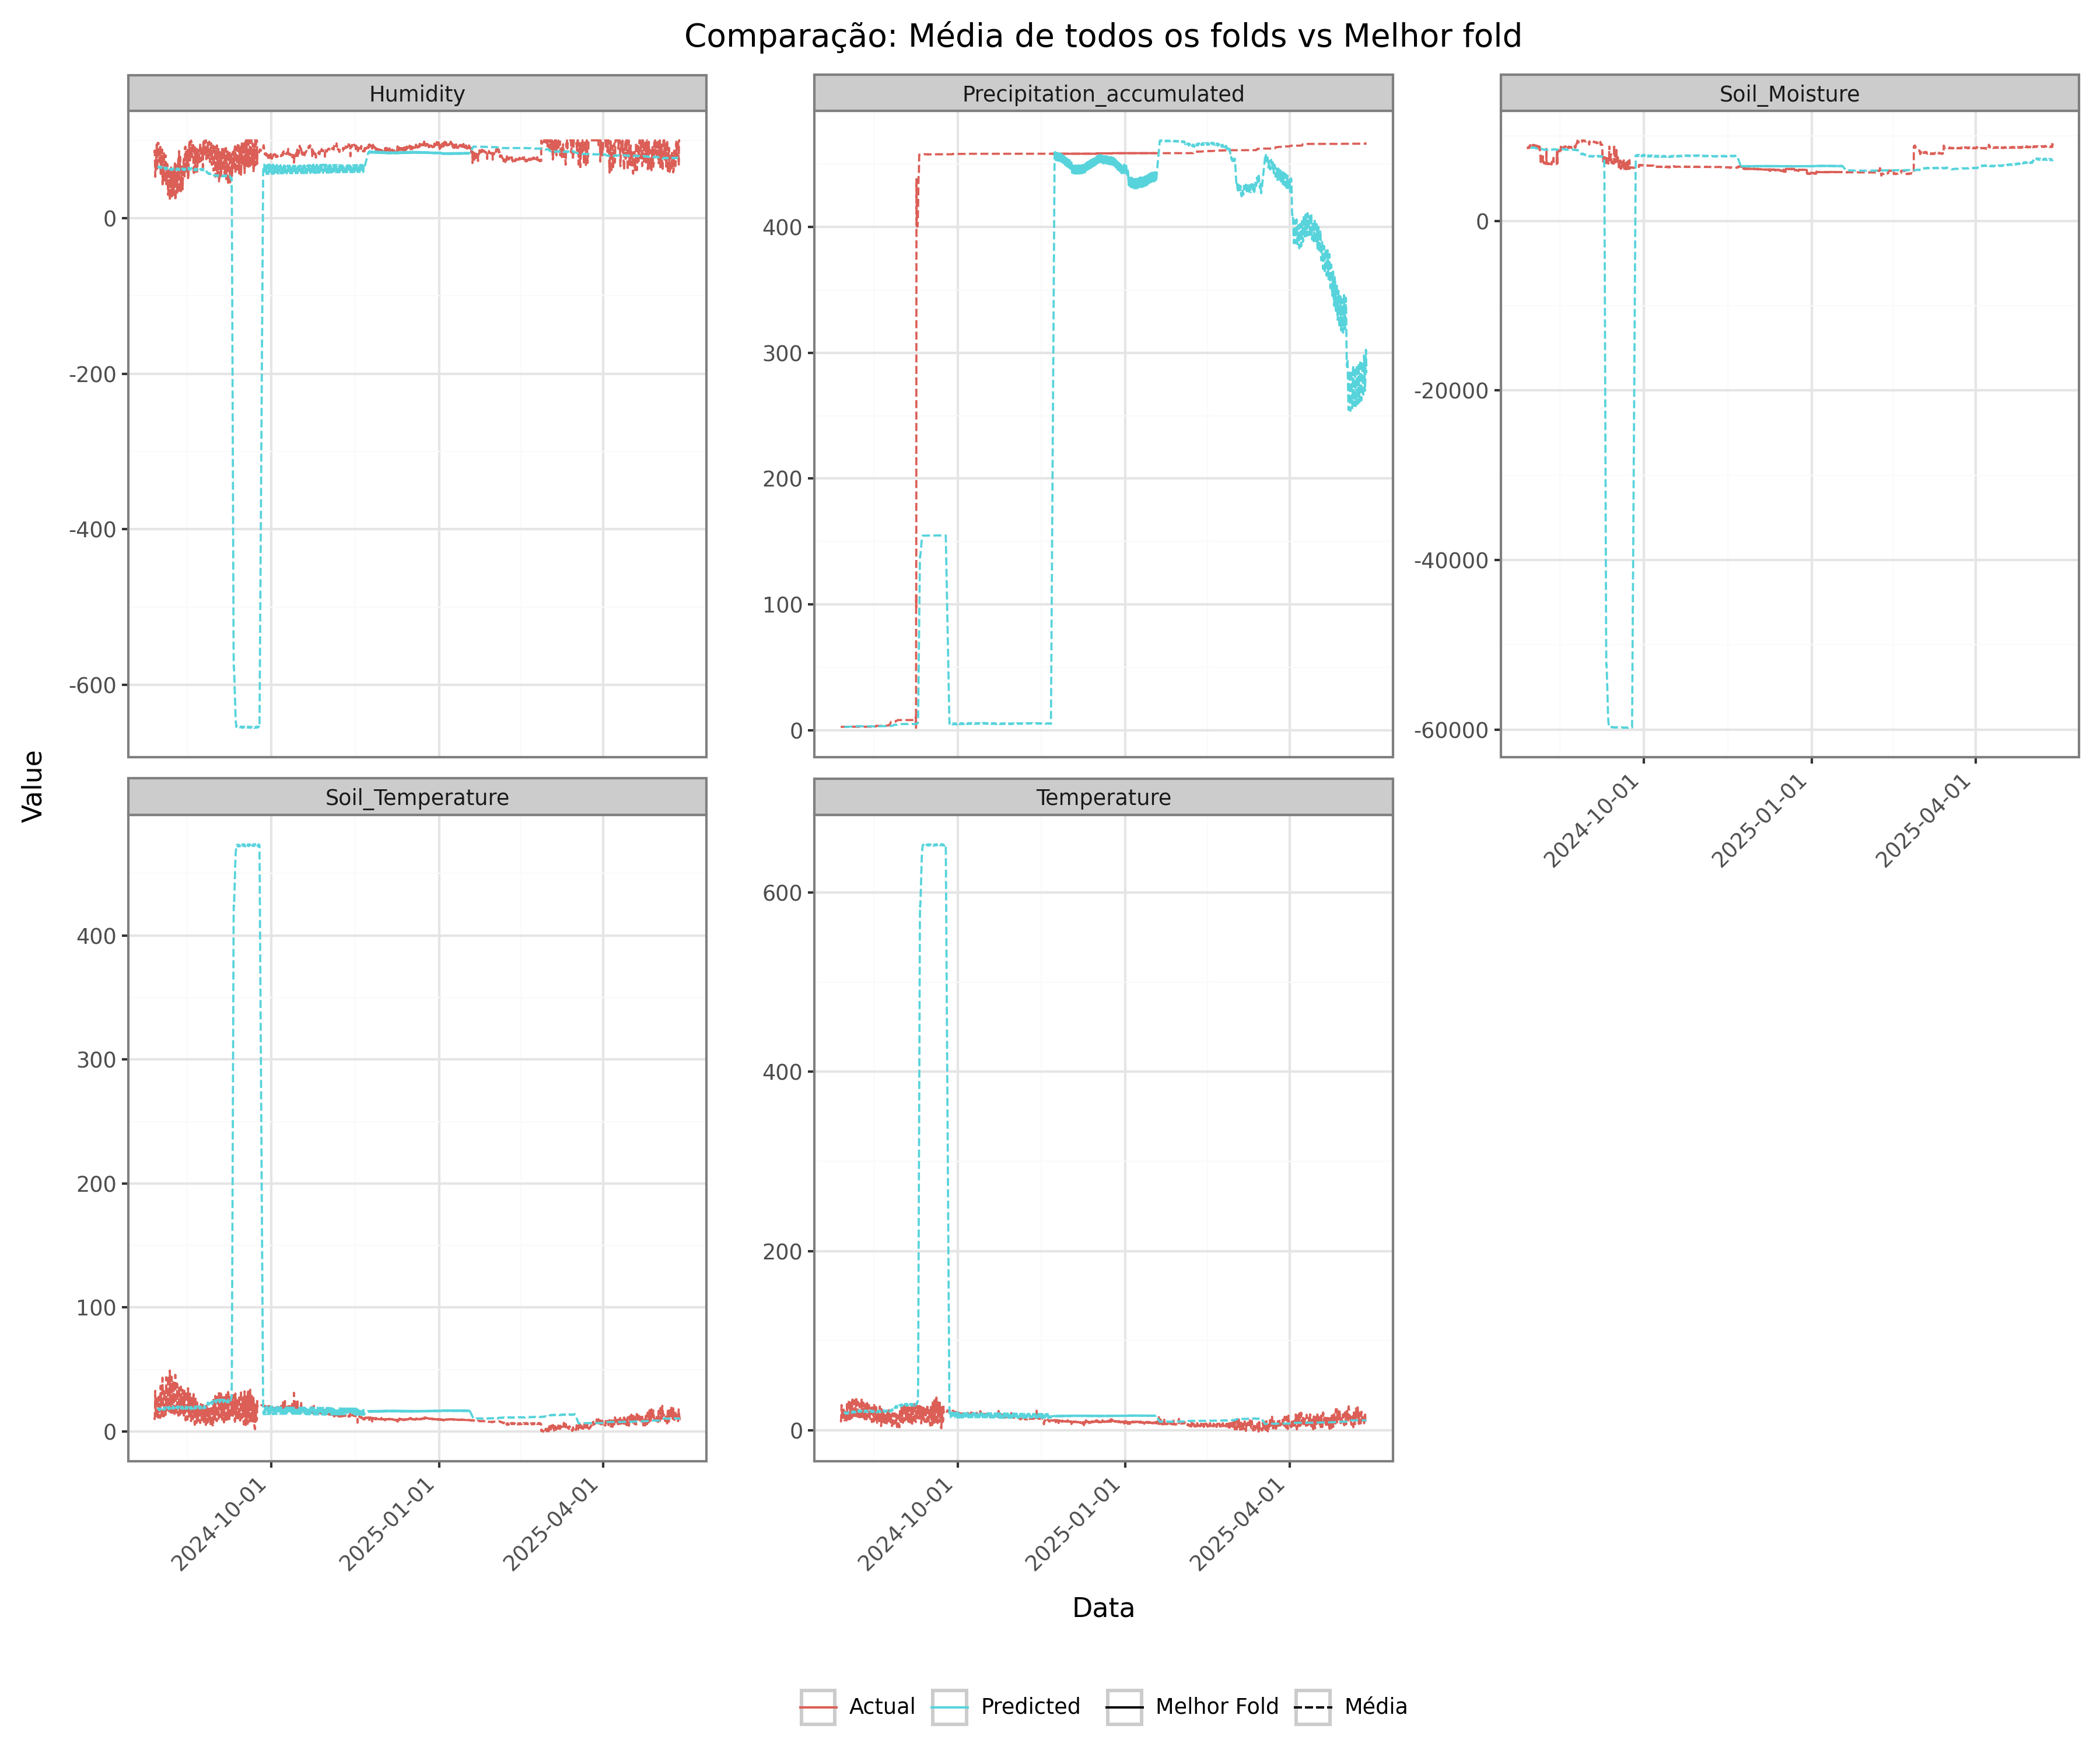 Comparação: Média de todos os folds vs Melhor fold
Humidity
Precipitation_accumulated
Soil_Moisture
0
-200
-400
-600
400
300
200
100
0
0
-20000
-40000
-60000
2024-10-01
2025-01-01
2025-04-01
Value
Soil_Temperature
Temperature
400
300
200
100
0
600
400
200
0
2024-10-01
2025-01-01
2025-04-01
2024-10-01
2025-01-01
2025-04-01
Data
Actual
Predicted
Melhor Fold
Média